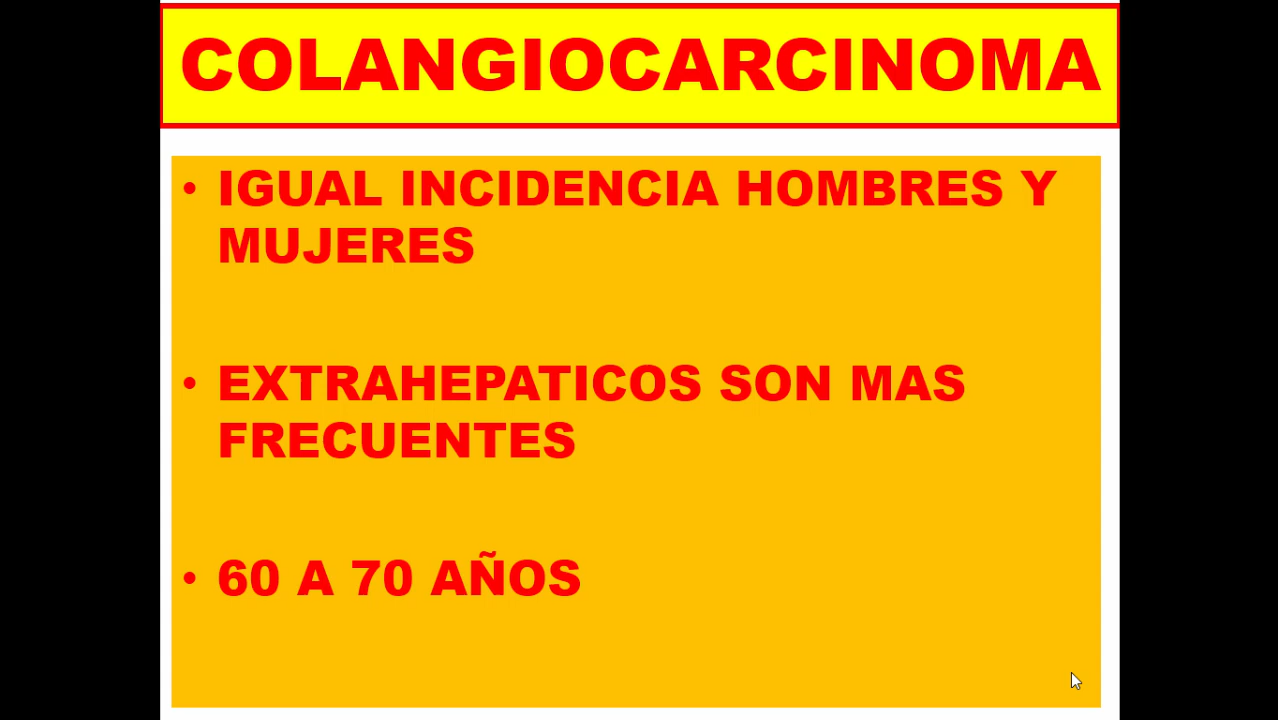 COLANGIOCARCINOMA
• IGUAL INCIDENCIA HOMBRES Y
MUJERES
• EXTRAHEPATICOS SON MAS
FRECUENTES
• 60 A 70 AÑOS